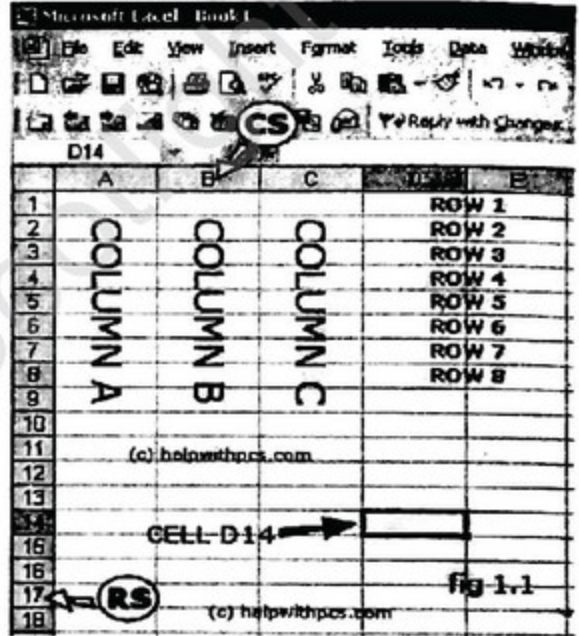 Microsoft Excel Book1
File Edit View Insert Format Tools Data Window
Reply with Changes
CS
D14
A B C D E
1 ROW 1
2 ROW 2
3 ROW 3
4 ROW 4
5 ROW 5
6 ROW 6
7 ROW 7
8 ROW 8
COLUMN A COLUMN B COLUMN C
9
10
11
(c) helpwithpcs.com
12
13
14
CELL D14
15
16
fig 1.1
17 RS
18 (c) helpwithpcs.com